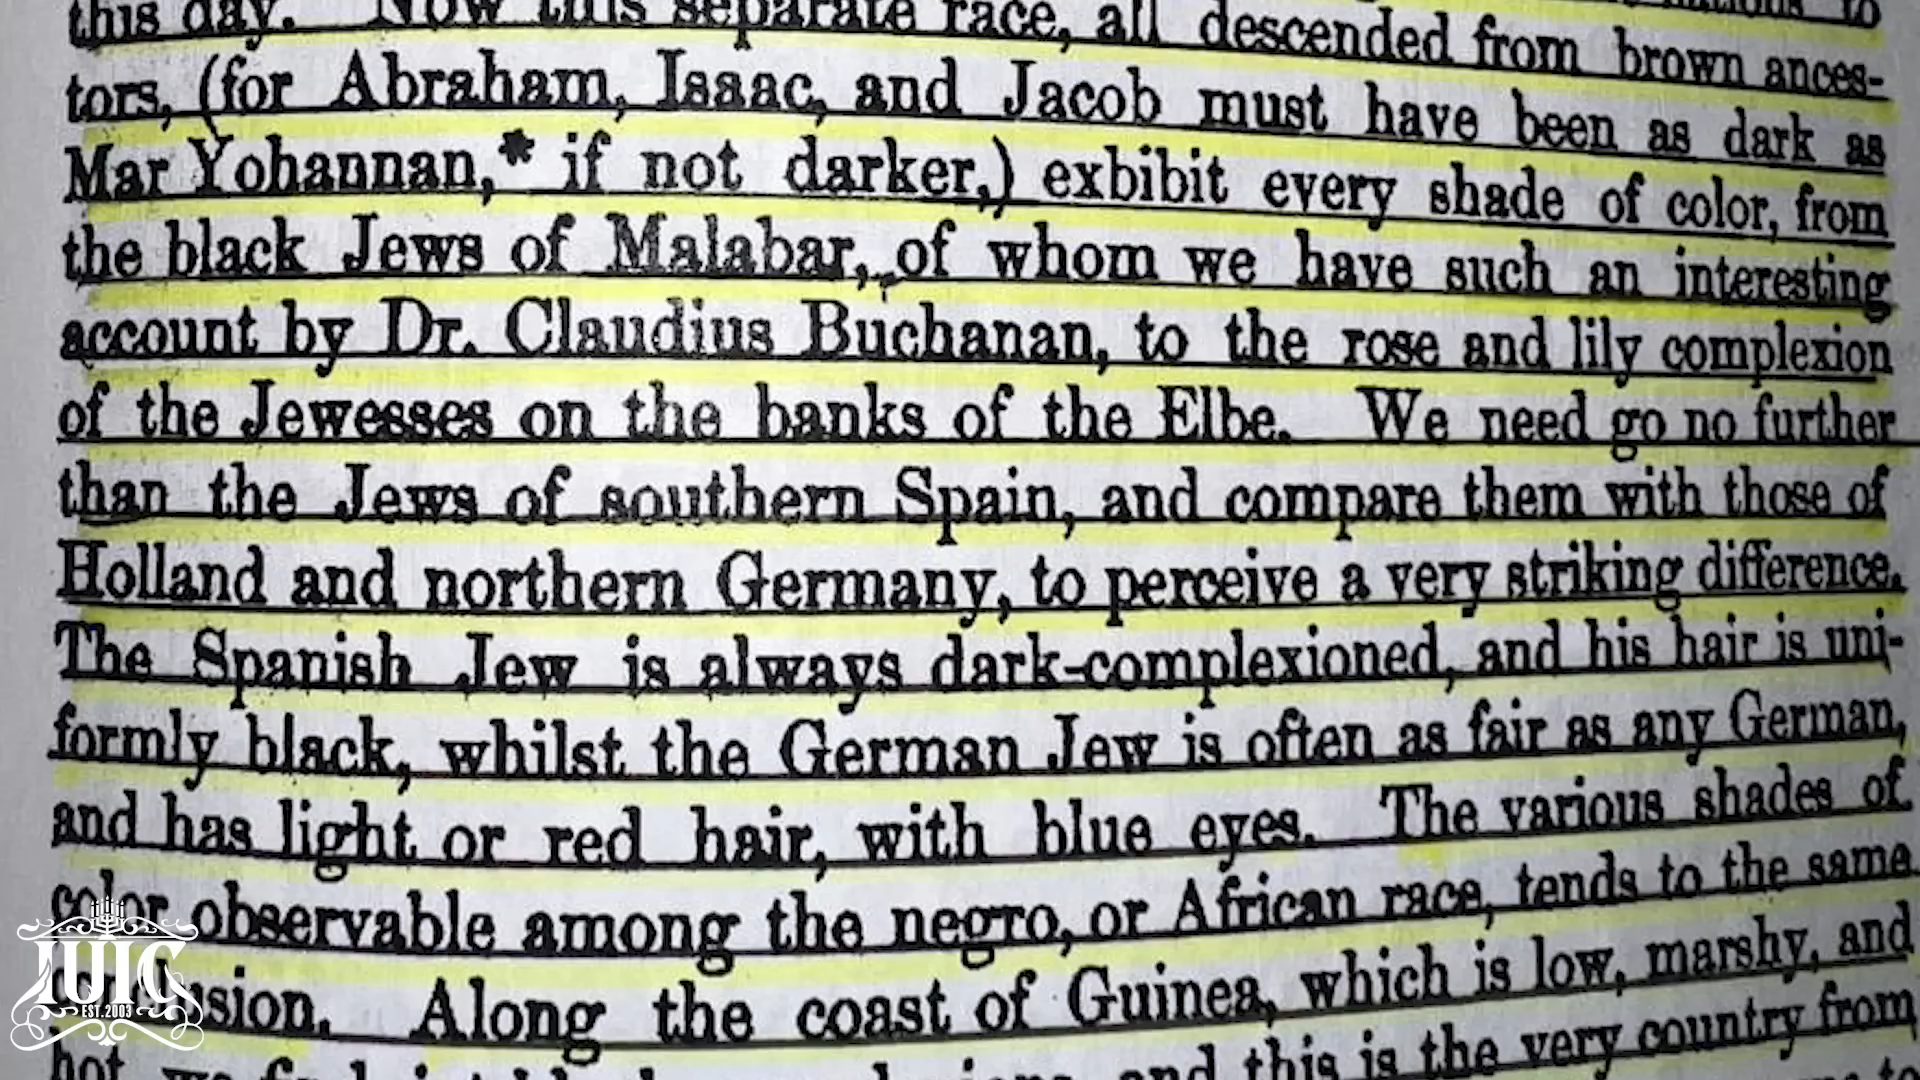 this day. Now this separate race, all descended from brown ances-
tors, (for Abraham, Isaac, and Jacob must have been as dark as
Mar Yohannan,* if not darker,) exbibit every shade of color, from
the black Jews of Malabar, of whom we have such an interesting
account by Dr. Claudius Buchanan, to the rose and lily complexion
of the Jewesses on the banks of the Elbe. We need go no further
than the Jews of southern Spain, and compare them with those of
Holland and northern Germany, to perceive a very striking difference.
The Spanish Jew is always dark-complexioned, and his hair is uni-
formly black, whilst the German Jew is often as fair as any German,
and has light or red hair, with blue eyes. The various shades of
color observable among the negro, or African race, tends to the same
Along the coast of Guinea, which is low, marshy, and
hot and this is the very country from
IUIC
EST. 2003